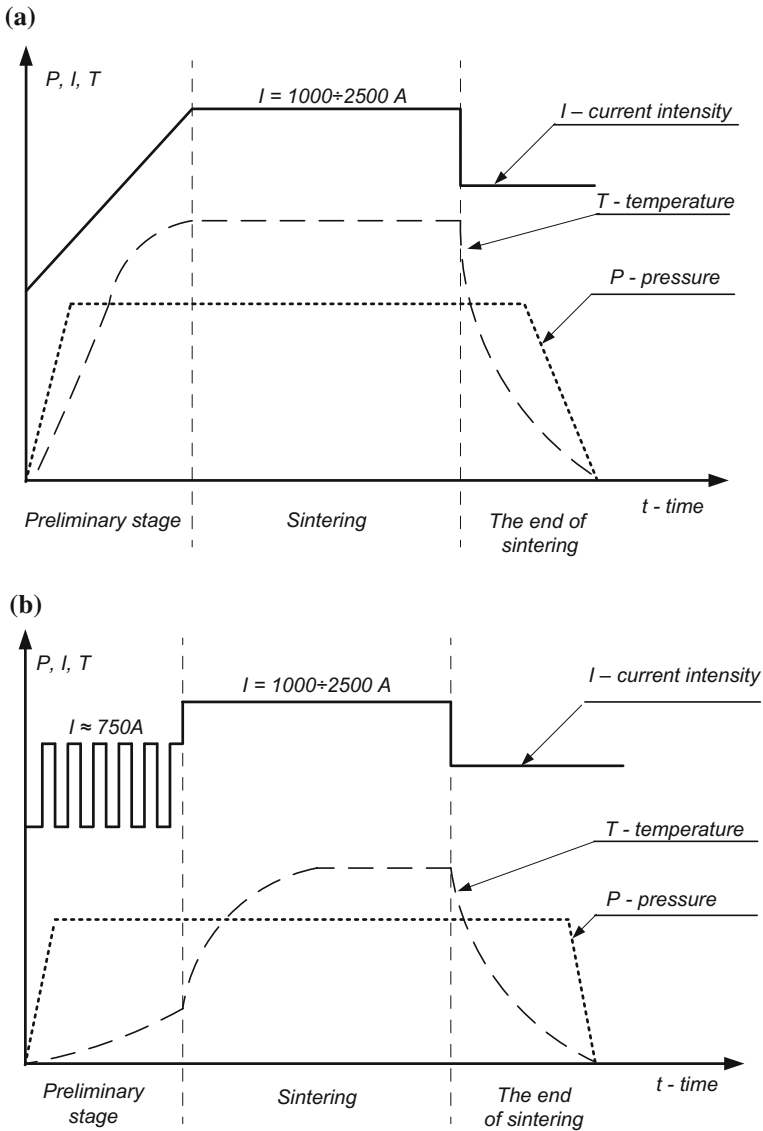 (a)
P, I, T
I = 1000÷2500 A
I – current intensity
T - temperature
P - pressure
t - time
Preliminary stage
Sintering
The end of
sintering
(b)
P, I, T
I = 1000÷2500 A
I – current intensity
I ≈ 750A
T - temperature
P - pressure
t - time
Preliminary
stage
Sintering
The end
of sintering